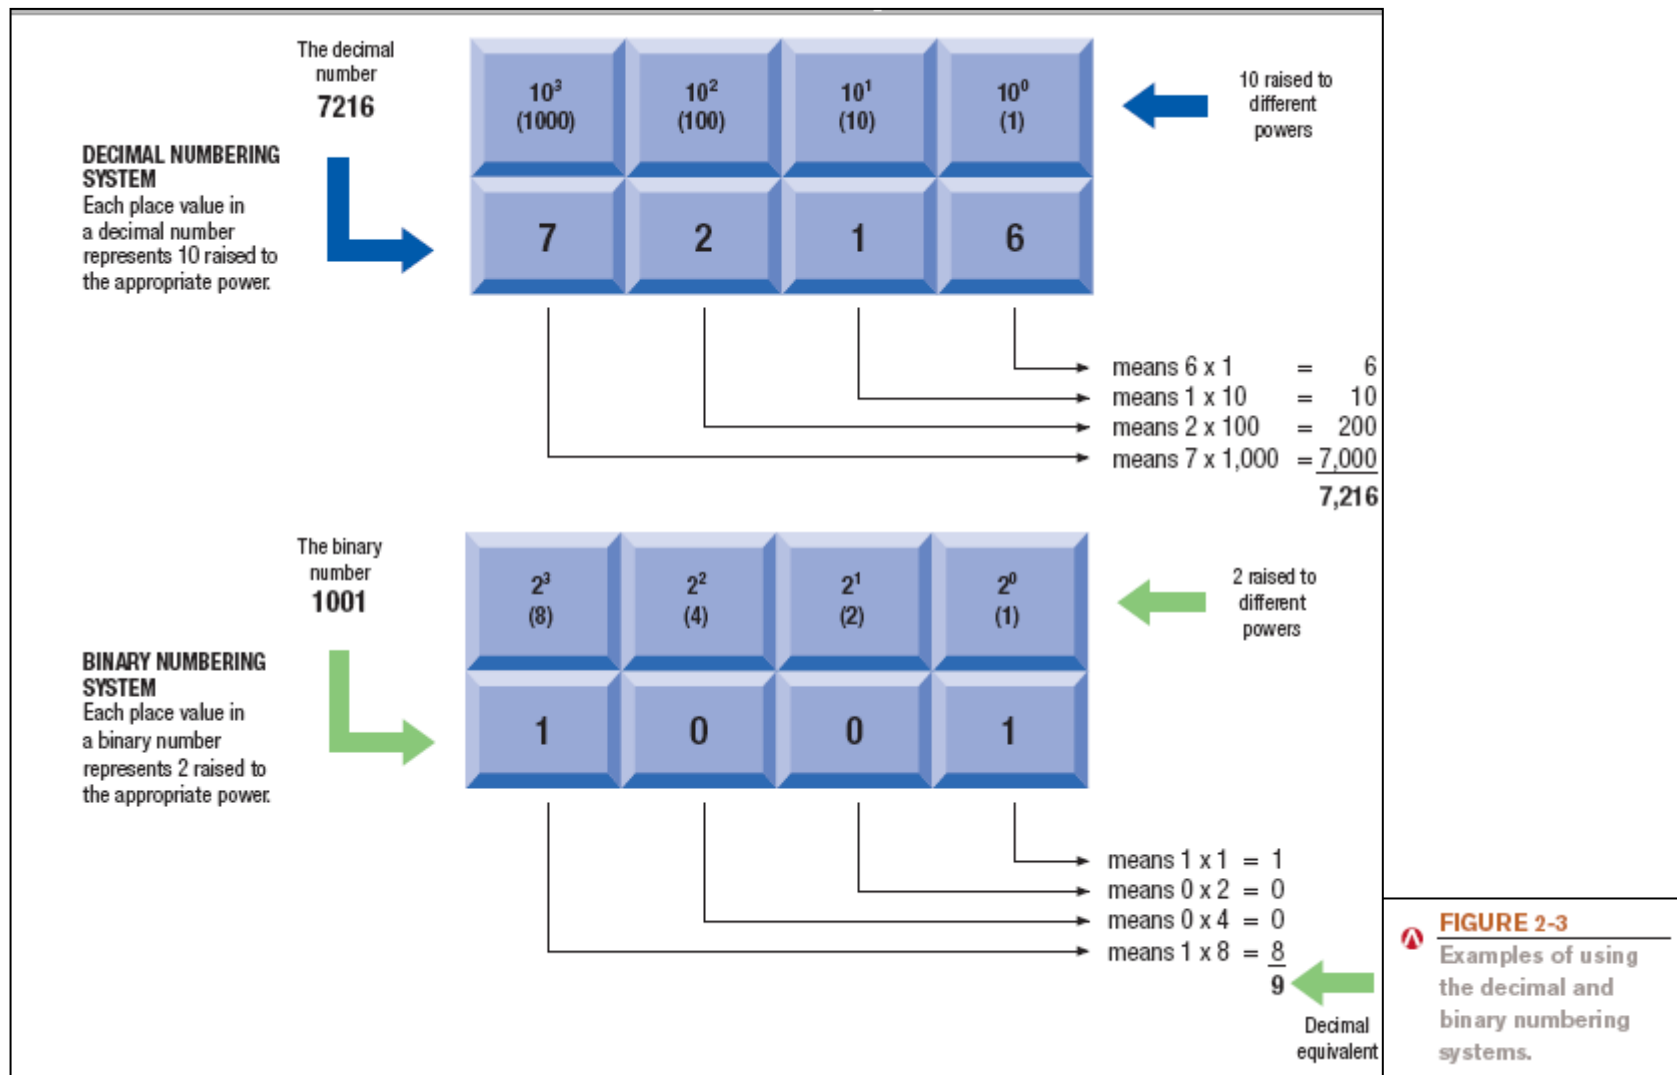 The decimal
number
7216
DECIMAL NUMBERING
SYSTEM
Each place value in
a decimal number
represents 10 raised to
the appropriate power.
10³ 10² 10¹ 10⁰
(1000) (100) (10) (1)
7 2 1 6
10 raised to
different
powers
means 6 x 1 = 6
means 1 x 10 = 10
means 2 x 100 = 200
means 7 x 1,000 = 7,000
7,216
The binary
number
1001
BINARY NUMBERING
SYSTEM
Each place value in
a binary number
represents 2 raised to
the appropriate power.
2³ 2² 2¹ 2⁰
(8) (4) (2) (1)
1 0 0 1
2 raised to
different
powers
means 1 x 1 = 1
means 0 x 2 = 0
means 0 x 4 = 0
means 1 x 8 = 8
9
Decimal
equivalent
FIGURE 2-3
Examples of using
the decimal and
binary numbering
systems.